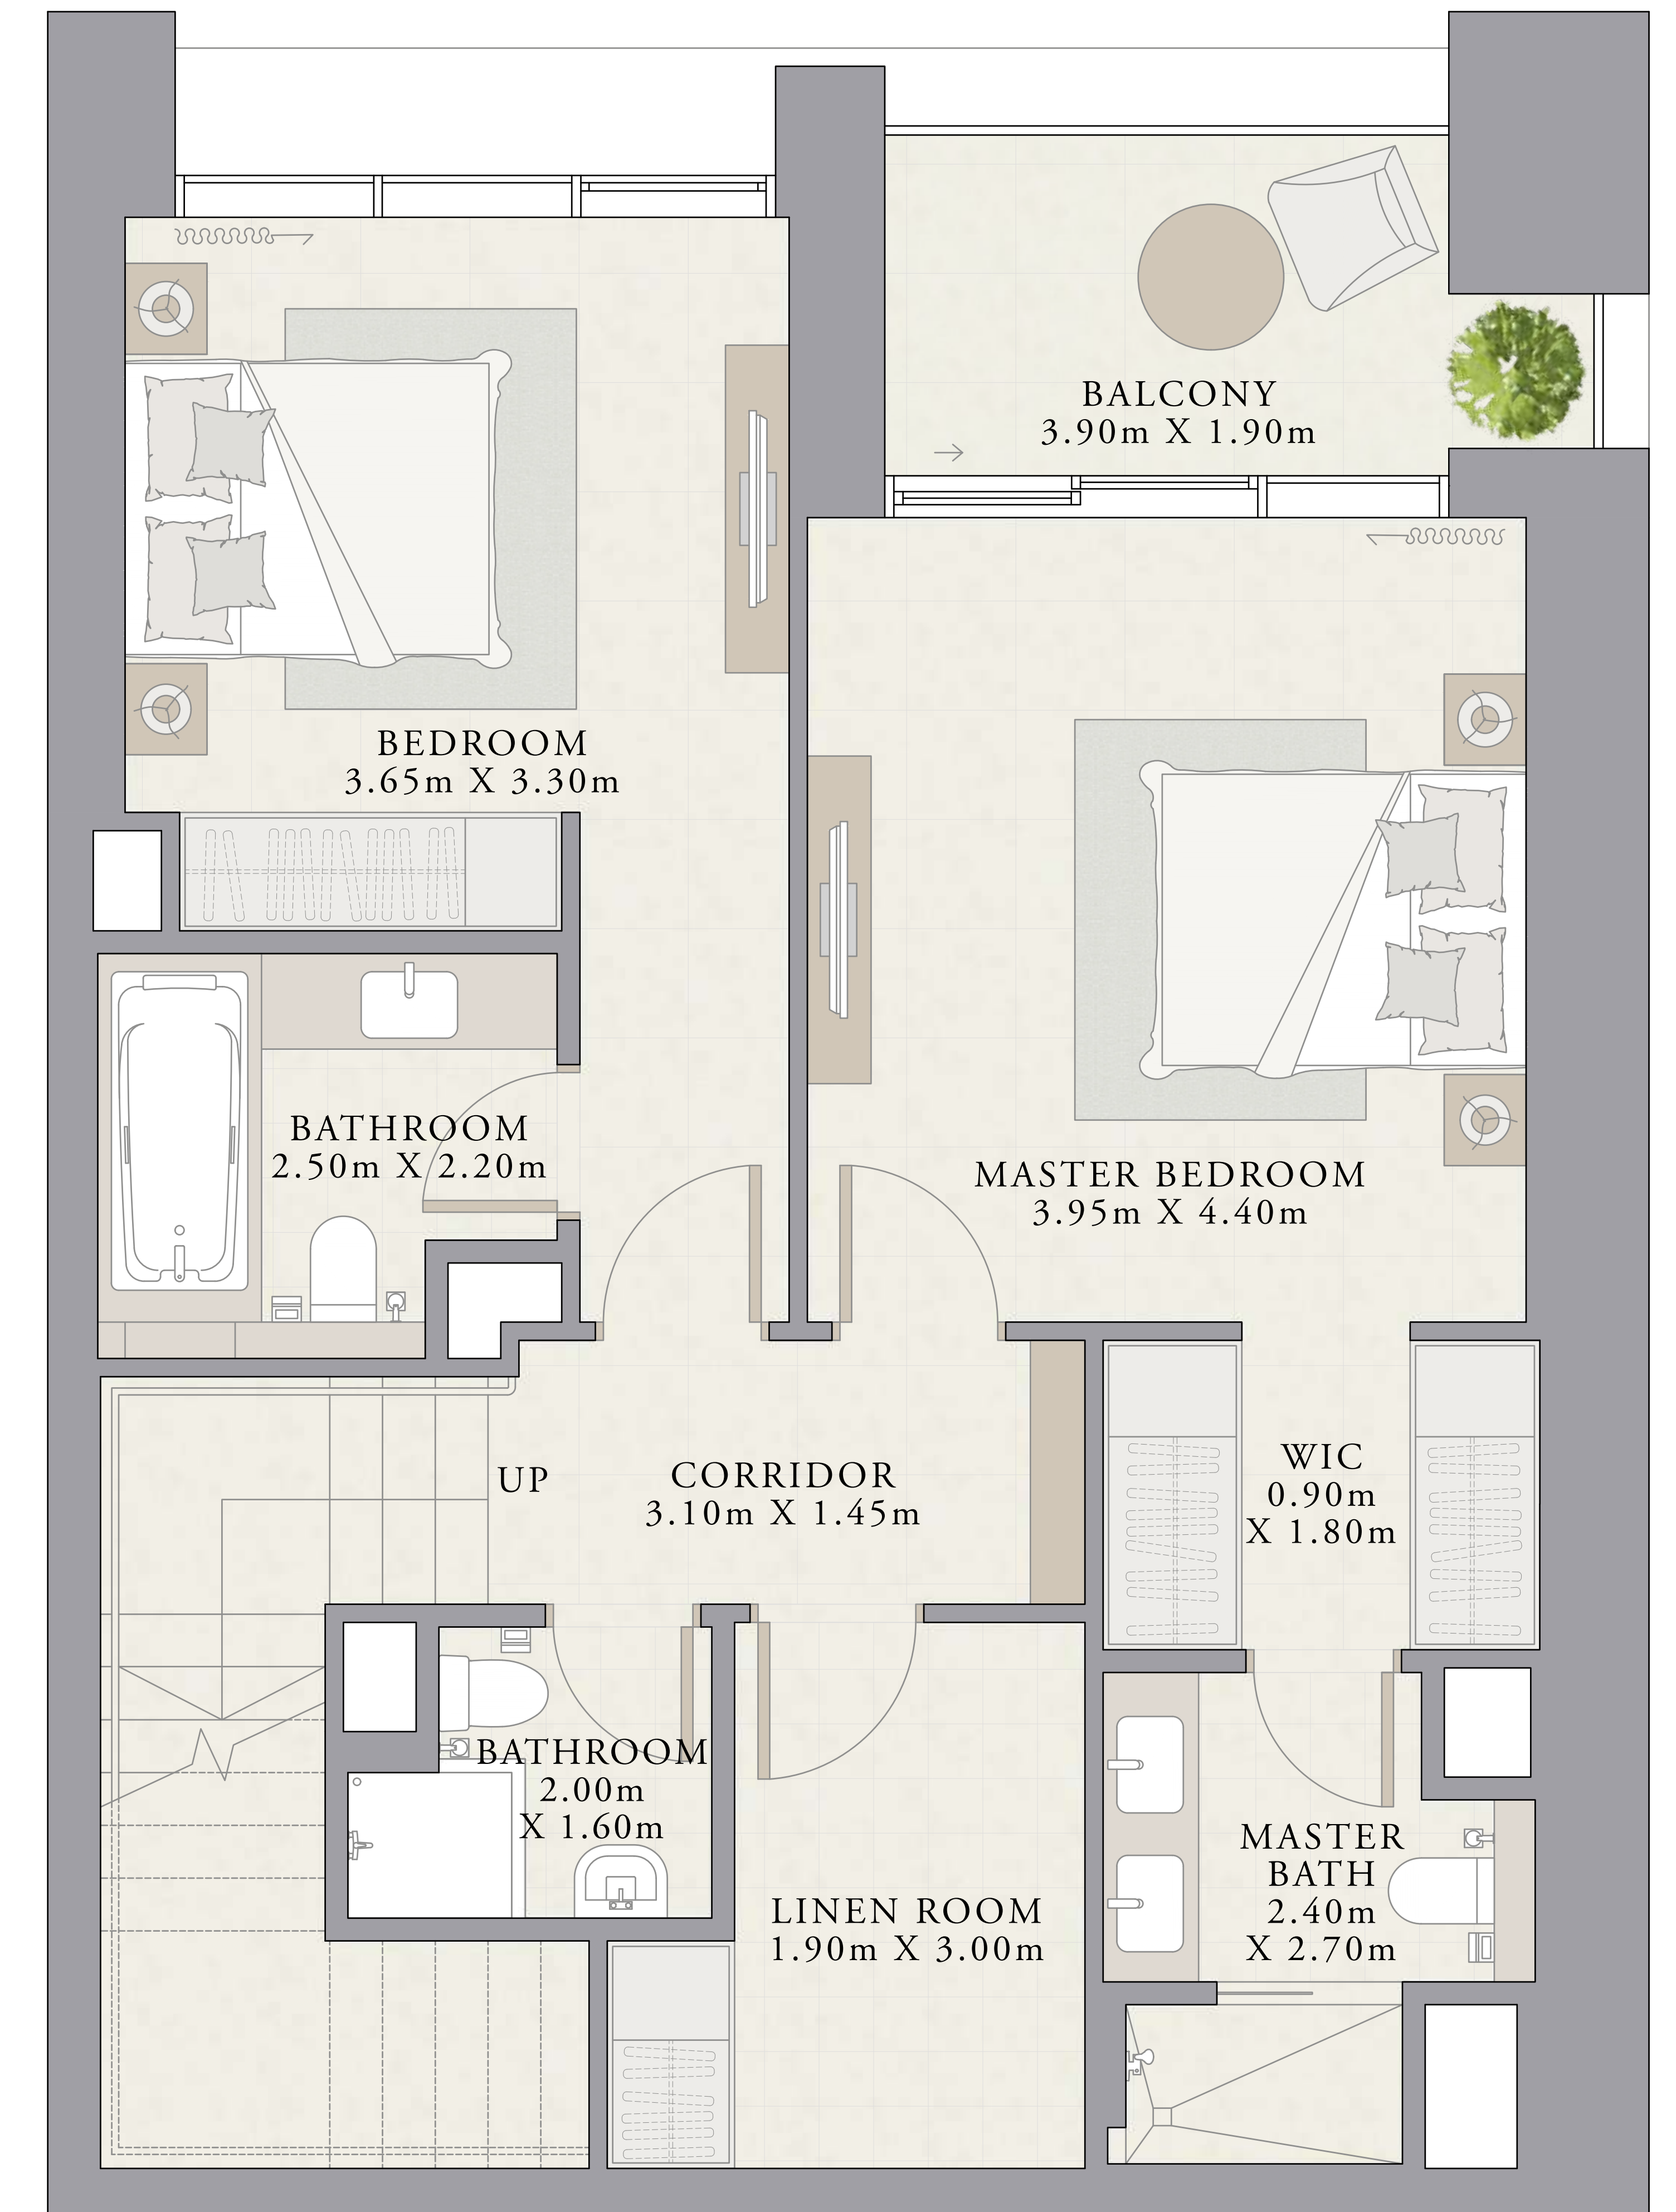 BALCONY
3.90m X 1.90m
BEDROOM
3.65m X 3.30m
BATHROOM
2.50m X 2.20m
MASTER BEDROOM
3.95m X 4.40m
UP
CORRIDOR
3.10m X 1.45m
WIC
0.90m
X 1.80m
BATHROOM
2.00m
X 1.60m
MASTER
BATH
2.40m
X 2.70m
LINEN ROOM
1.90m X 3.00m